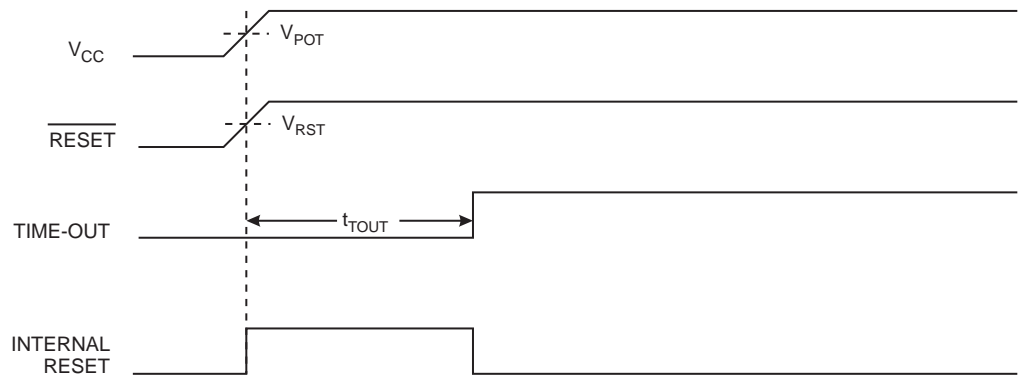 V_CC
V_POT
RESET
V_RST
TIME-OUT
t_TOUT
INTERNAL
RESET